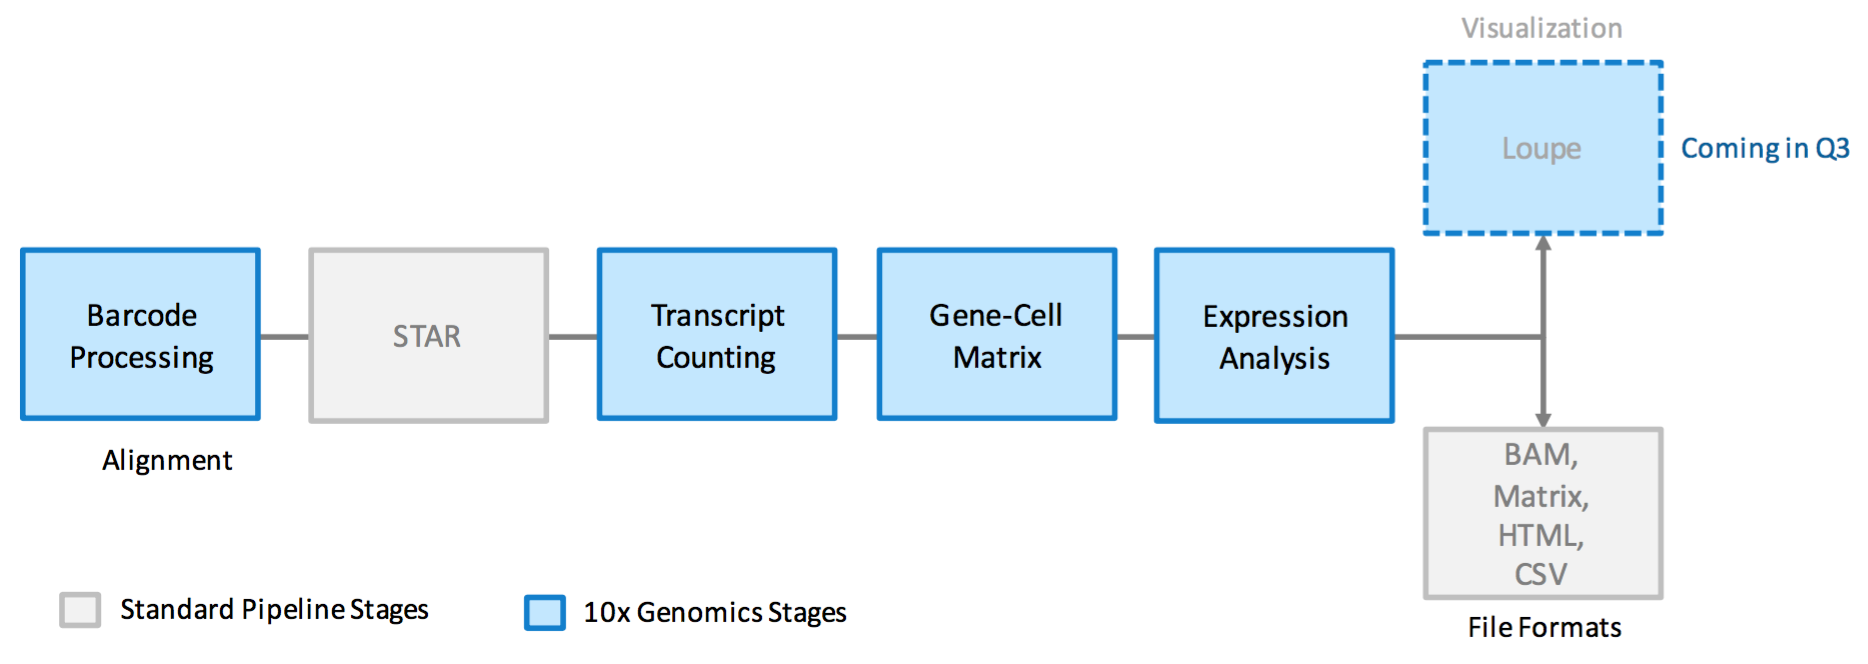 Visualization
Loupe
Coming in Q3
Barcode
Processing
STAR
Transcript
Counting
Gene-Cell
Matrix
Expression
Analysis
Alignment
BAM,
Matrix,
HTML,
CSV
File Formats
Standard Pipeline Stages
10x Genomics Stages